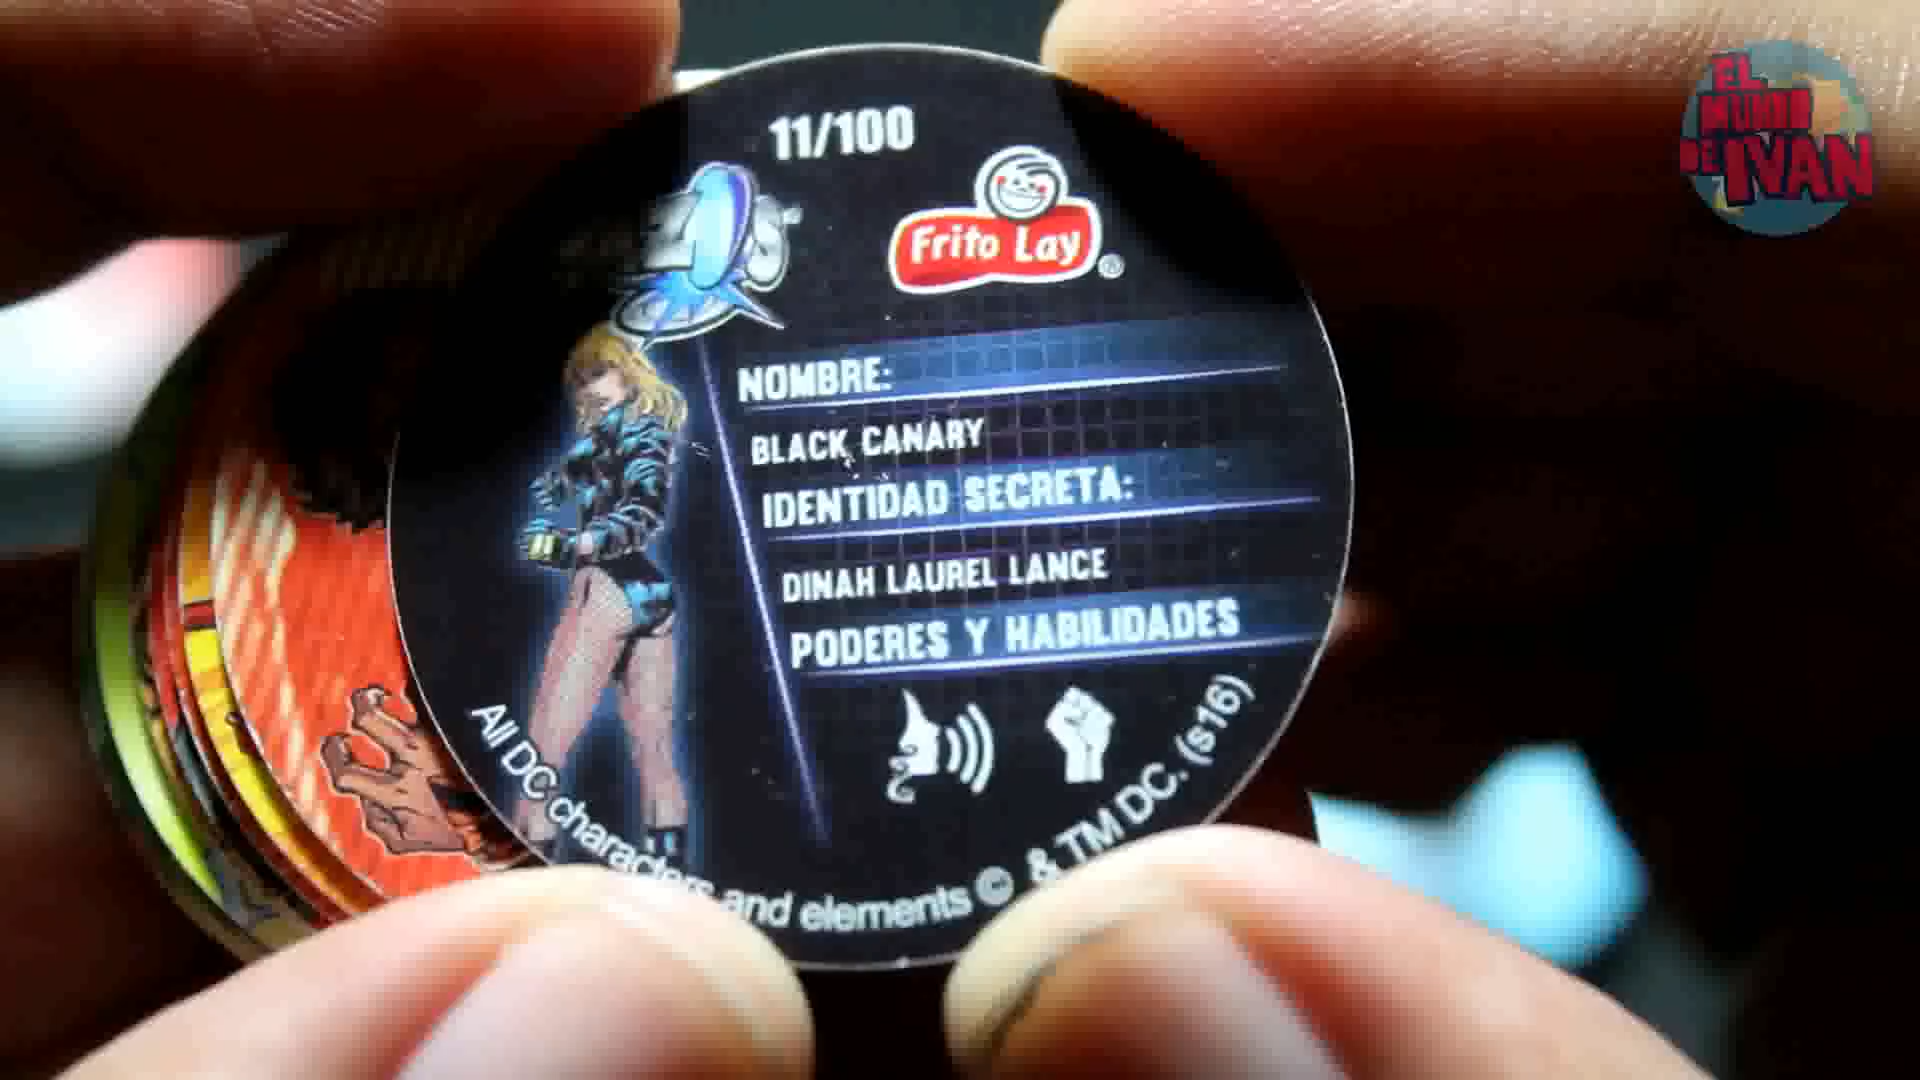 11/100
EL
MUNDO
DE IVAN
Frito Lay
NOMBRE:
BLACK CANARY
IDENTIDAD SECRETA:
DINAH LAUREL LANCE
PODERES Y HABILIDADES
All DC characters and elements © & TM DC. (s16)